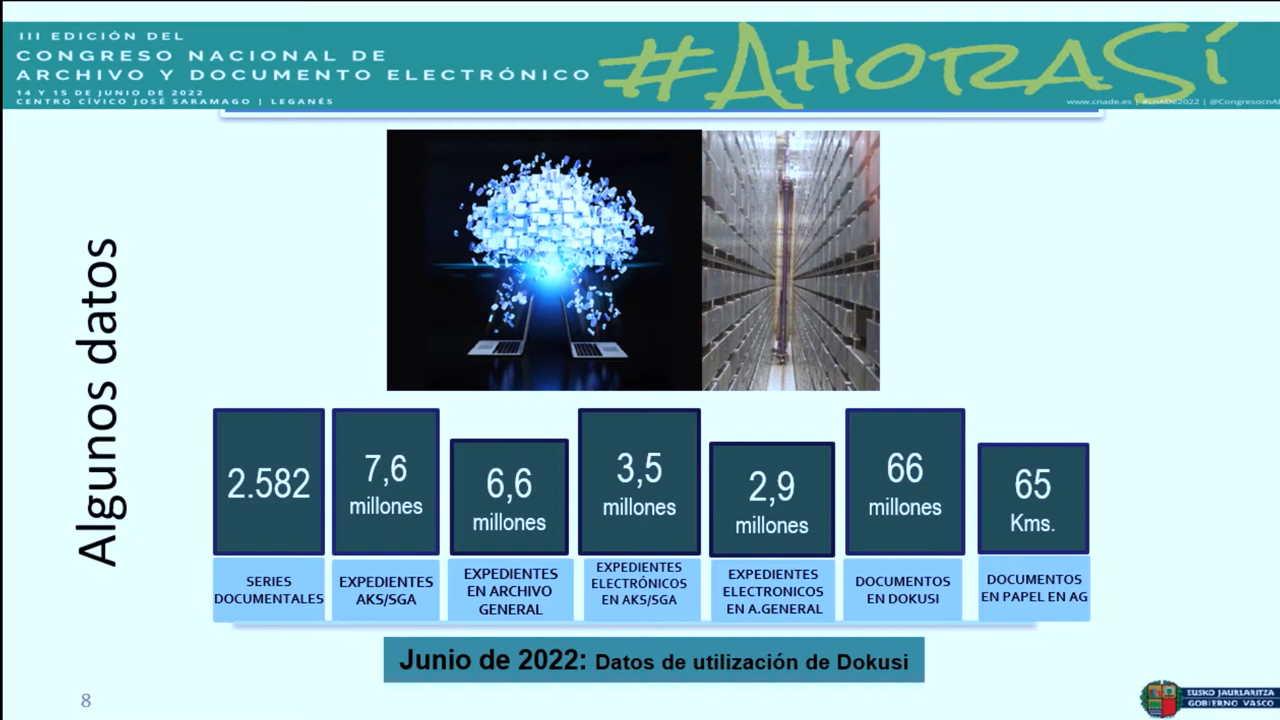 III EDICIÓN DEL
CONGRESO NACIONAL DE
ARCHIVO Y DOCUMENTO ELECTRÓNICO
14 Y 15 DE JUNIO DE 2022
CENTRO CÍVICO JOSÉ SARAMAGO | LEGANÉS
#AHORASÍ
www.cnade.es | #cnADe2022 | @CongresocnA
Algunos datos
2.582
SERIES
DOCUMENTALES
7,6
millones
EXPEDIENTES
AKS/SGA
6,6
millones
EXPEDIENTES
EN ARCHIVO
GENERAL
3,5
millones
EXPEDIENTES
ELECTRÓNICOS
EN AKS/SGA
2,9
millones
EXPEDIENTES
ELECTRONICOS
EN A.GENERAL
66
millones
DOCUMENTOS
EN DOKUSI
65
Kms.
DOCUMENTOS
EN PAPEL EN AG
Junio de 2022: Datos de utilización de Dokusi
8
EUSKO JAURLARITZA
GOBIERNO VASCO